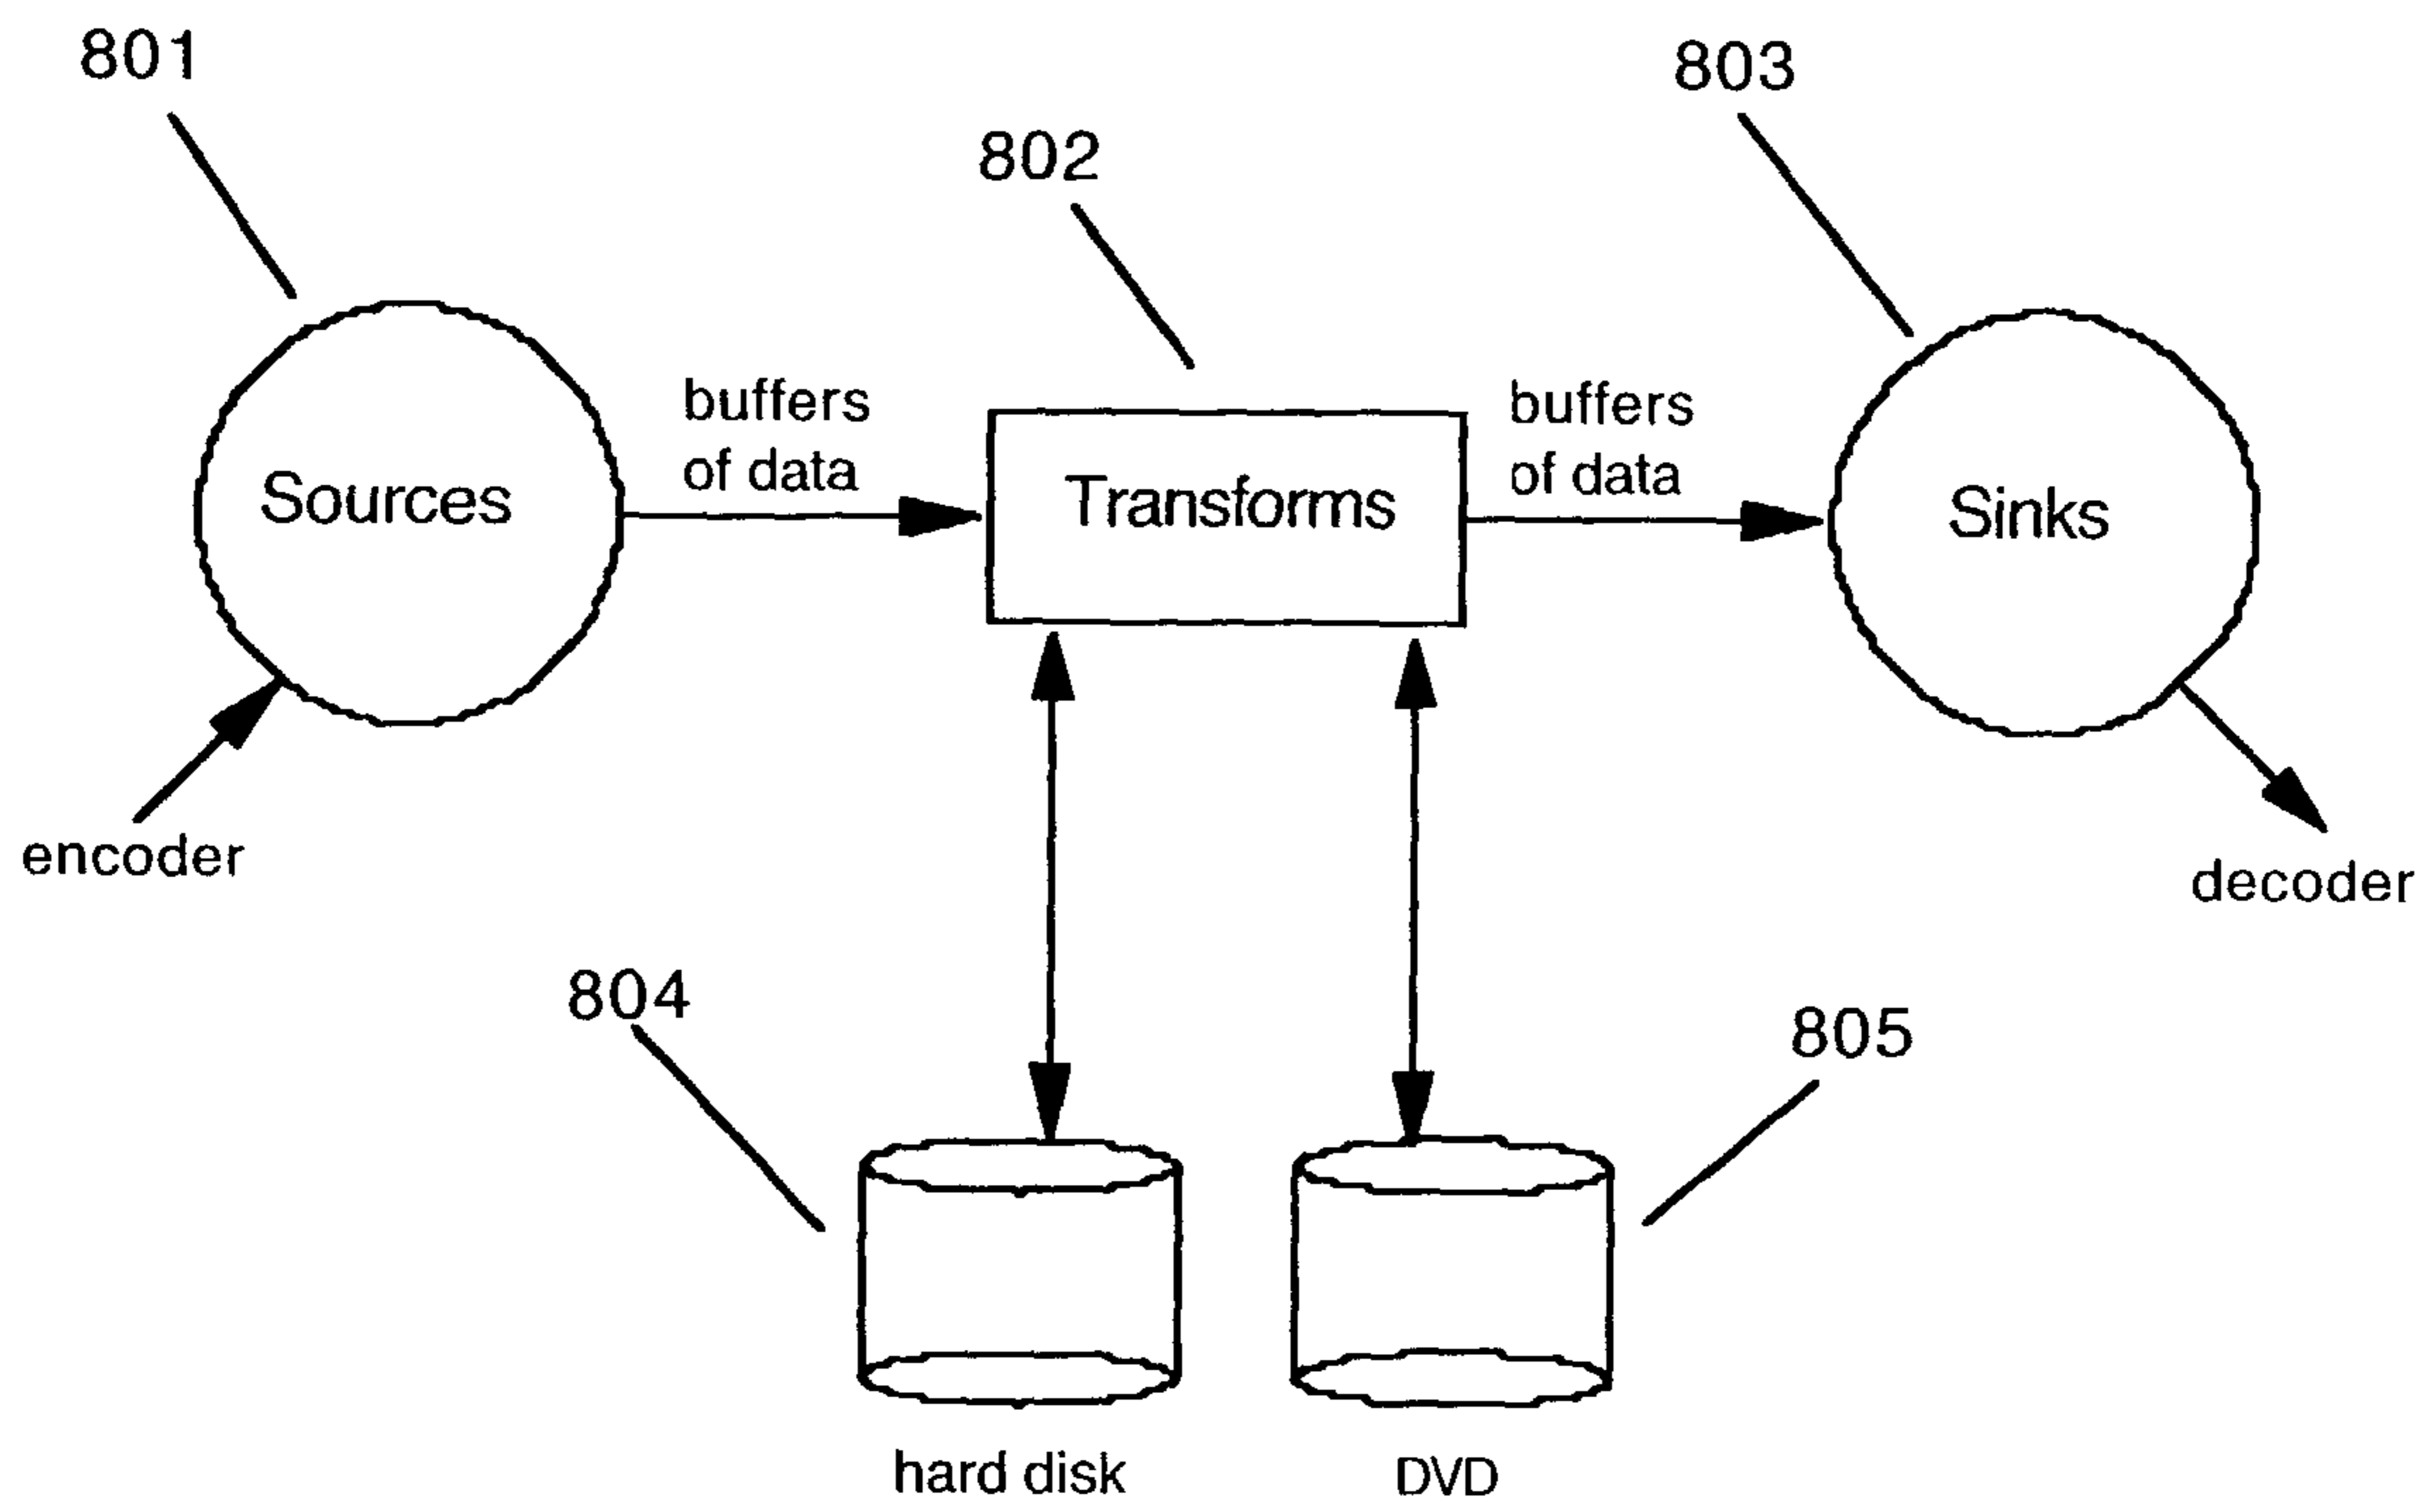 801
803
802
buffers
of data
buffers
of data
Sources
Transforms
Sinks
encoder
decoder
804
805
hard disk
DVD